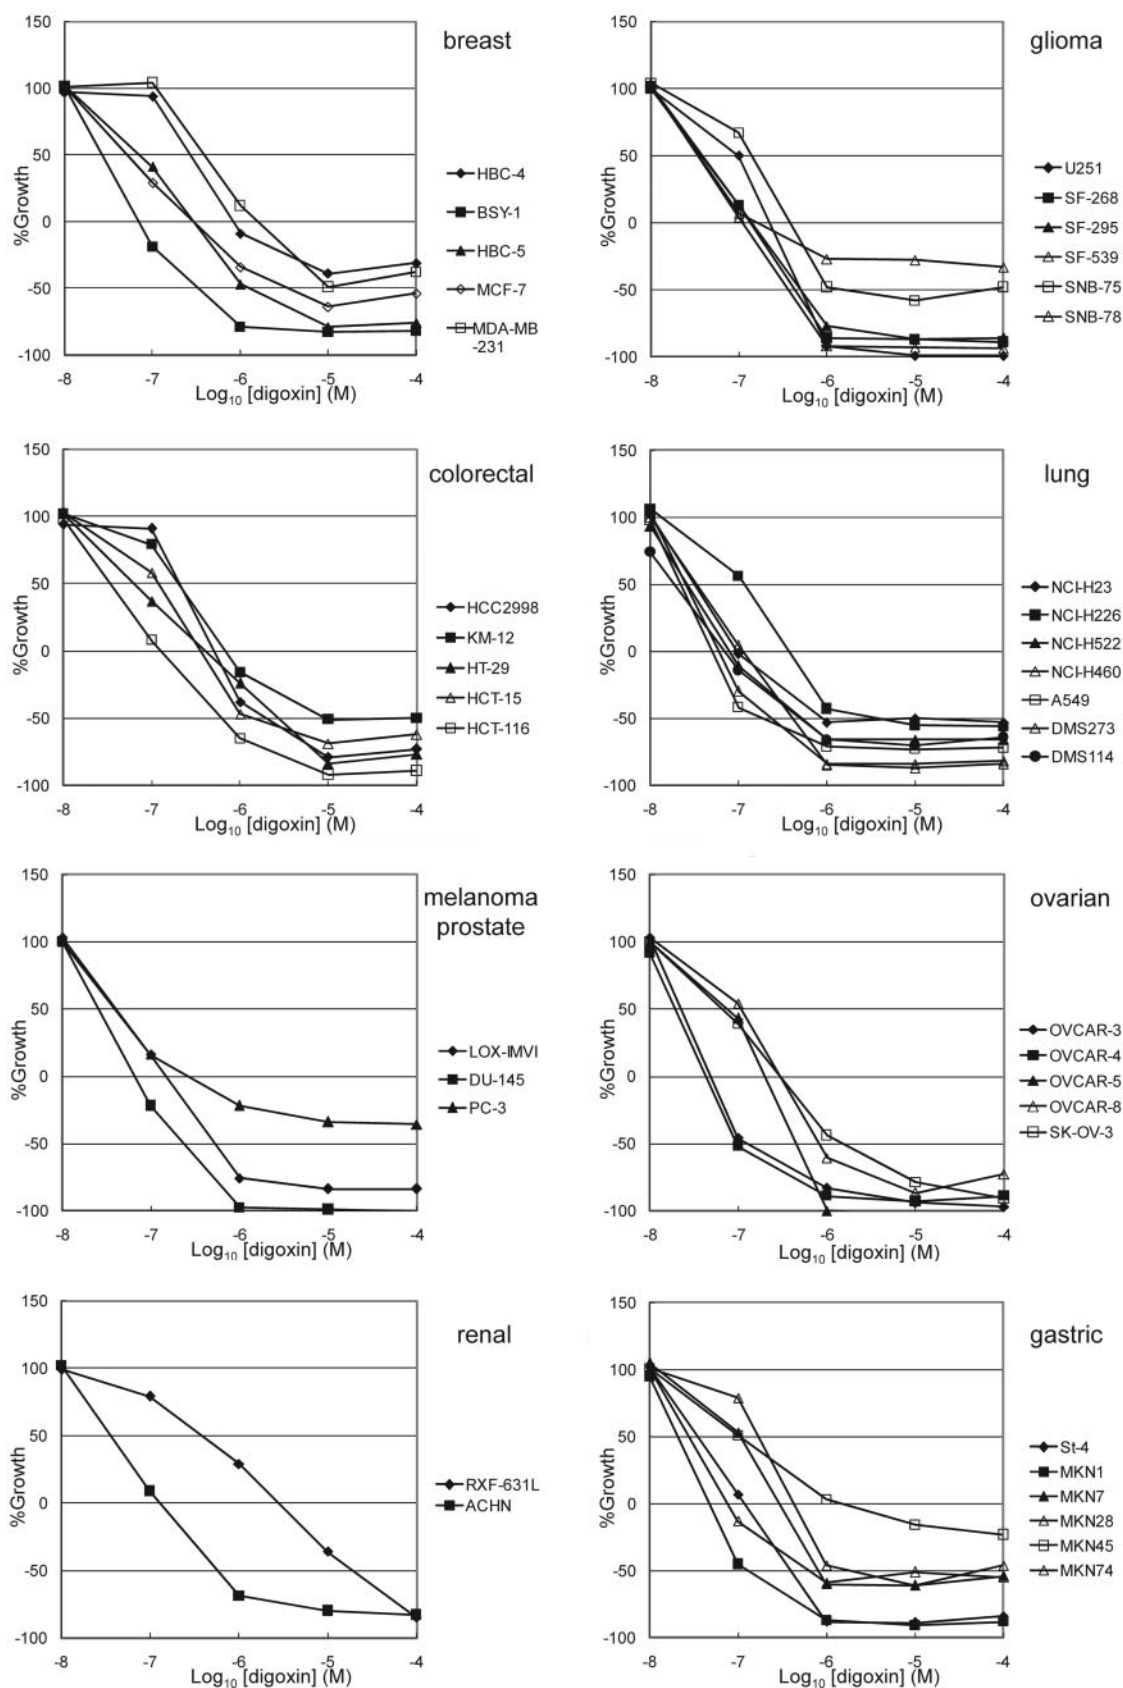 150
100
50
0
-50
-100
%Growth
-8 -7 -6 -5 -4
Log10 [digoxin] (M)
breast
HBC-4
BSY-1
HBC-5
MCF-7
MDA-MB
-231
150
100
50
0
-50
-100
%Growth
-8 -7 -6 -5 -4
Log10 [digoxin] (M)
glioma
U251
SF-268
SF-295
SF-539
SNB-75
SNB-78
150
100
50
0
-50
-100
%Growth
-8 -7 -6 -5 -4
Log10 [digoxin] (M)
colorectal
HCC2998
KM-12
HT-29
HCT-15
HCT-116
150
100
50
0
-50
-100
%Growth
-8 -7 -6 -5 -4
Log10 [digoxin] (M)
lung
NCI-H23
NCI-H226
NCI-H522
NCI-H460
A549
DMS273
DMS114
150
100
50
0
-50
-100
%Growth
-8 -7 -6 -5 -4
Log10 [digoxin] (M)
melanoma
prostate
LOX-IMVI
DU-145
PC-3
150
100
50
0
-50
-100
%Growth
-8 -7 -6 -5 -4
Log10 [digoxin] (M)
ovarian
OVCAR-3
OVCAR-4
OVCAR-5
OVCAR-8
SK-OV-3
150
100
50
0
-50
-100
%Growth
-8 -7 -6 -5 -4
Log10 [digoxin] (M)
renal
RXF-631L
ACHN
150
100
50
0
-50
-100
%Growth
-8 -7 -6 -5 -4
Log10 [digoxin] (M)
gastric
St-4
MKN1
MKN7
MKN28
MKN45
MKN74